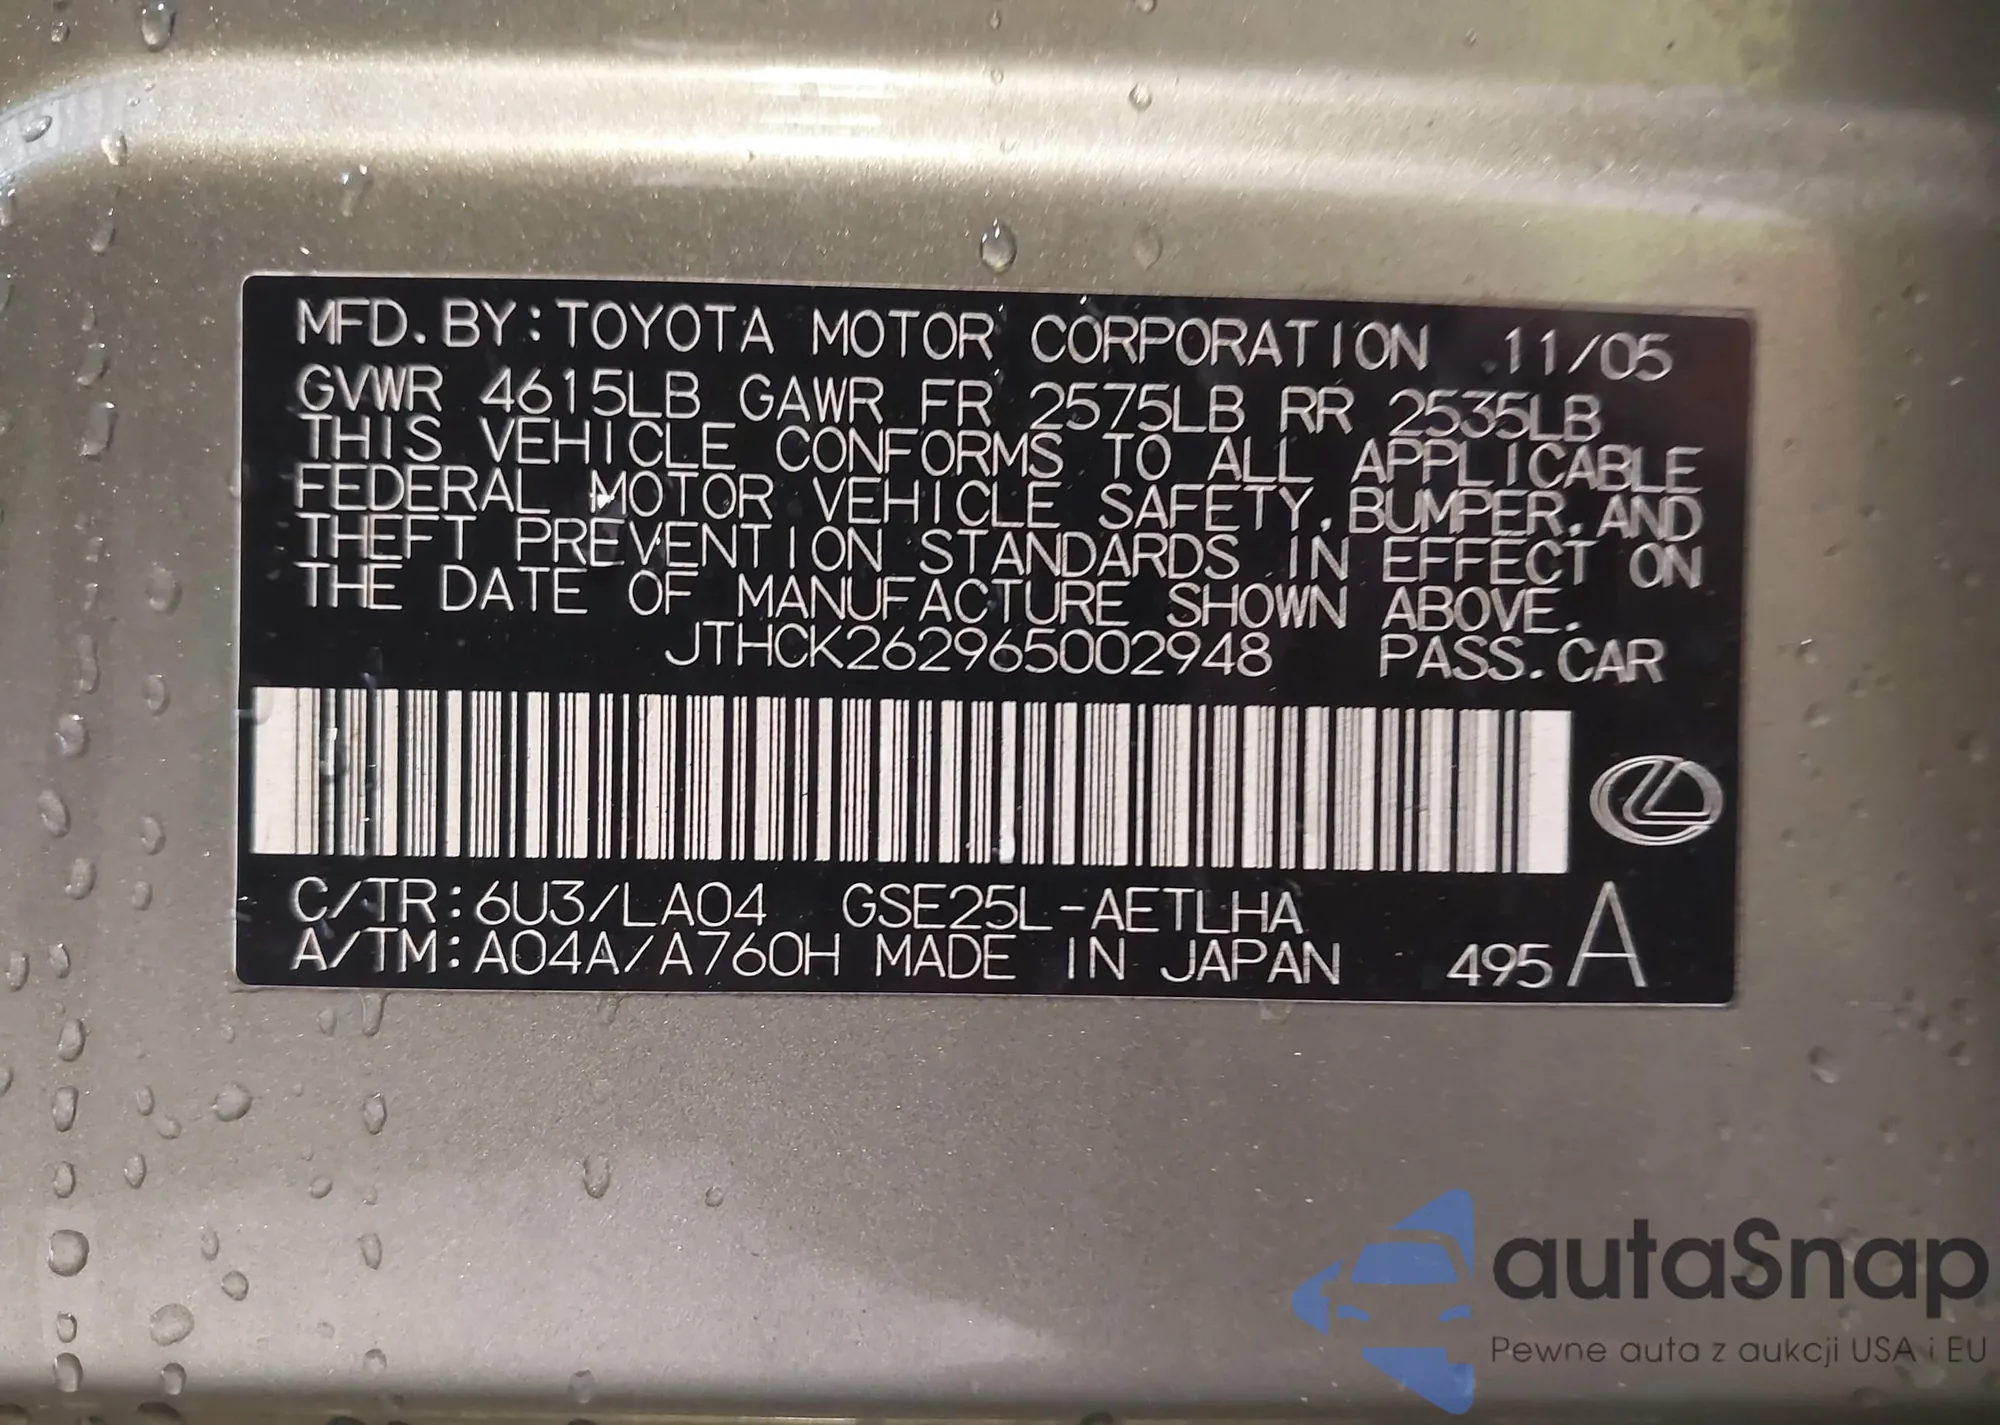 MFD. BY: TOYOTA MOTOR CORPORATION 11/05
GVWR 4615LB GAWR FR 2575LB RR 2535LB
THIS VEHICLE CONFORMS TO ALL APPLICABLE
FEDERAL MOTOR VEHICLE SAFETY, BUMPER, AND
THEFT PREVENTION STANDARDS IN EFFECT ON
THE DATE OF MANUFACTURE SHOWN ABOVE.
JTHCK262965002948 PASS. CAR
C/TR: 6U3/LA04 GSE25L-AETLHA
A/TM: A04A/A760H MADE IN JAPAN 495 A
autaSnap
Pewne auta z aukcji USA i EU